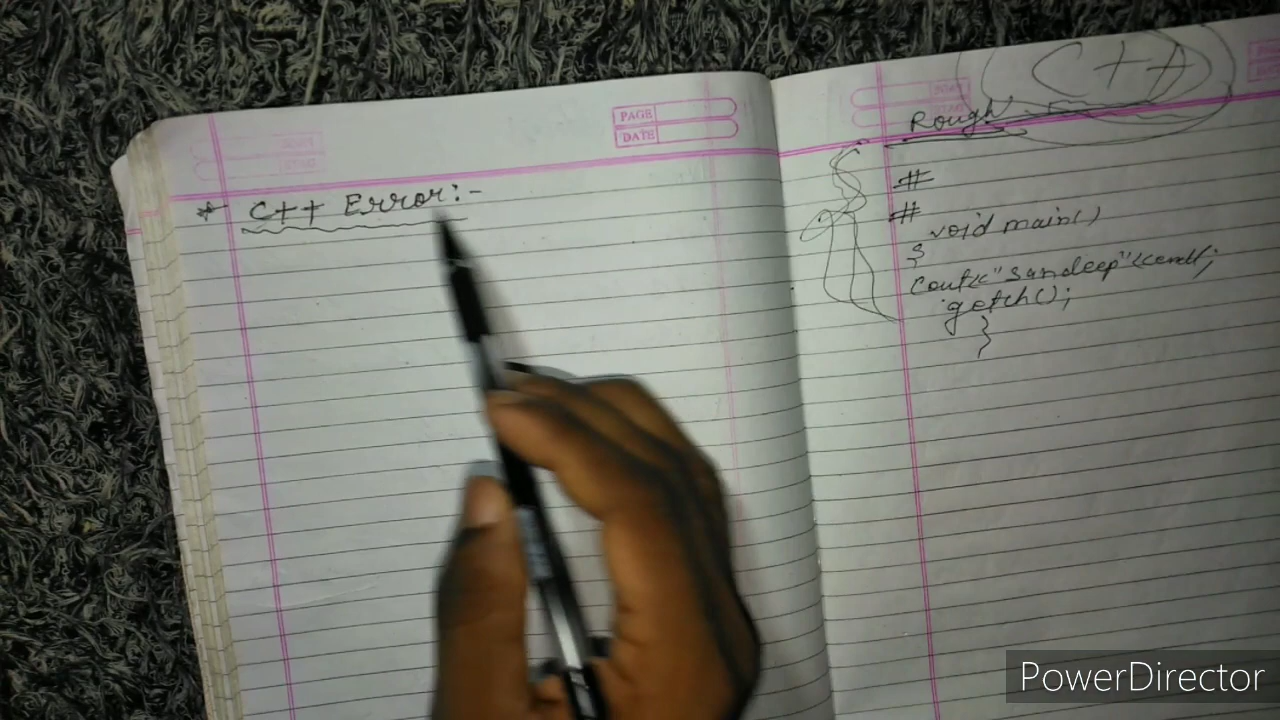 PAGE
DATE
* C++ Error:-
C++
Rough
#
#
void main()
{
cout<<"sandeep"<<endl;
getch();
}
PowerDirector